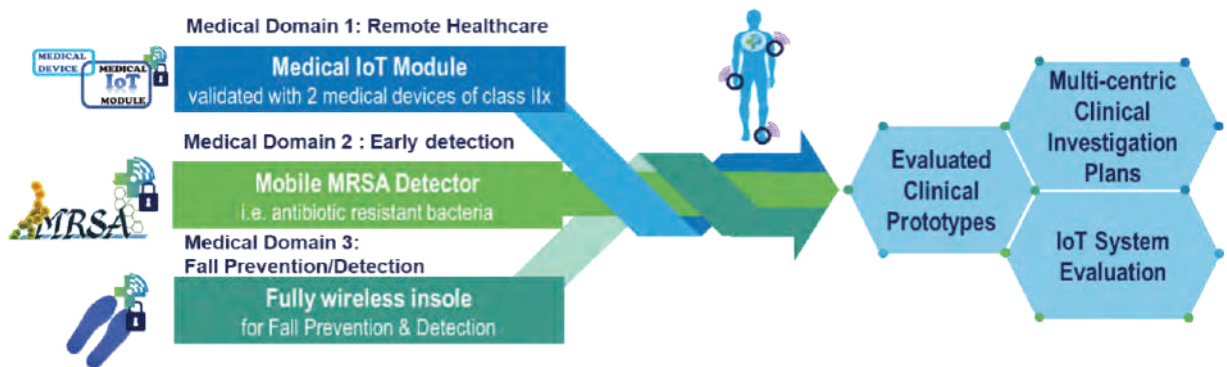 Medical Domain 1: Remote Healthcare
MEDICAL
DEVICE
MEDICAL
IoT
MODULE
Medical IoT Module
validated with 2 medical devices of class IIx
Medical Domain 2 : Early detection
MRSA
Mobile MRSA Detector
i.e. antibiotic resistant bacteria
Medical Domain 3:
Fall Prevention/Detection
Fully wireless insole
for Fall Prevention & Detection
Evaluated
Clinical
Prototypes
Multi-centric
Clinical
Investigation
Plans
IoT System
Evaluation